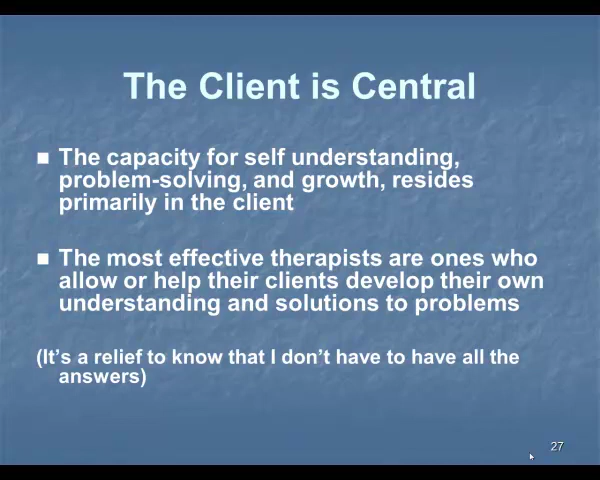 The Client is Central
The capacity for self understanding,
problem-solving, and growth, resides
primarily in the client
The most effective therapists are ones who
allow or help their clients develop their own
understanding and solutions to problems
(It's a relief to know that I don't have to have all the
answers)
27